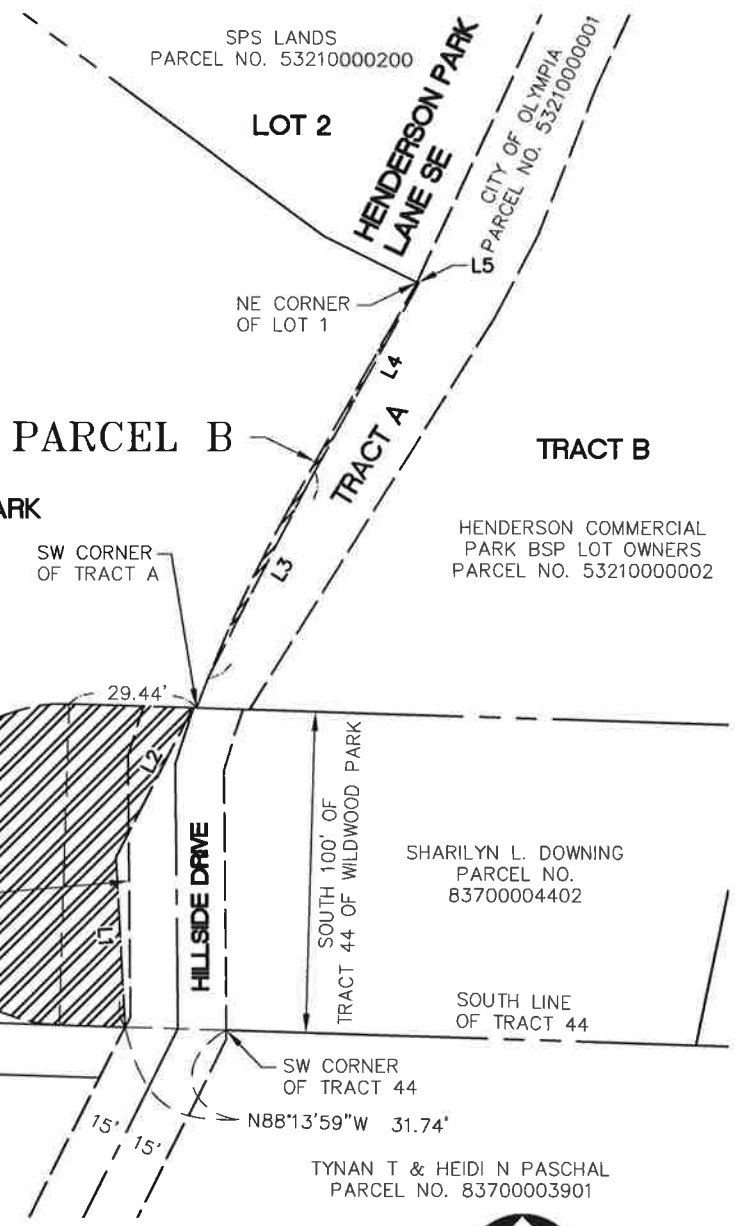 SPS LANDS
PARCEL NO. 53210000200
LOT 2
HENDERSON PARK
LANE SE
CITY OF OLYMPIA
PARCEL NO. 53210000001
L5
NE CORNER
OF LOT 1
L4
PARCEL B
TRACT A
TRACT B
ARK
SW CORNER
OF TRACT A
L3
HENDERSON COMMERCIAL
PARK BSP LOT OWNERS
PARCEL NO. 53210000002
29.44'
L2
HILLSIDE DRIVE
SOUTH 100' OF
TRACT 44 OF WILDWOOD PARK
SHARILYN L. DOWNING
PARCEL NO.
83700004402
L1
SOUTH LINE
OF TRACT 44
SW CORNER
OF TRACT 44
15' 15'
N88°13'59"W 31.74'
TYNAN T & HEIDI N PASCHAL
PARCEL NO. 83700003901